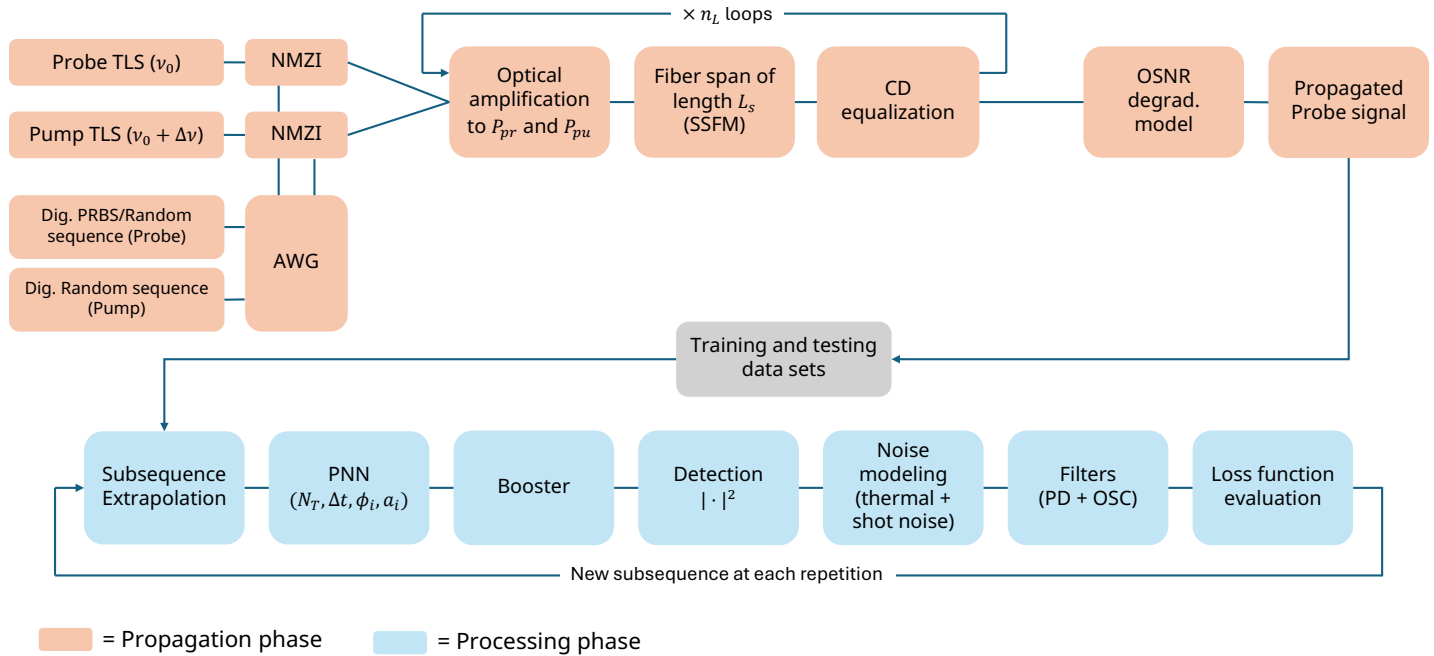 × n_L loops
Probe TLS (ν₀)
NMZI
Pump TLS (ν₀ + Δν)
NMZI
Dig. PRBS/Random
sequence (Probe)
Dig. Random sequence
(Pump)
AWG
Optical
amplification
to P_pr and P_pu
Fiber span of
length L_s
(SSFM)
CD
equalization
OSNR
degrad.
model
Propagated
Probe signal
Training and testing
data sets
Subsequence
Extrapolation
PNN
(N_T, Δt, ϕ_i, a_i)
Booster
Detection
| · |²
Noise
modeling
(thermal +
shot noise)
Filters
(PD + OSC)
Loss function
evaluation
New subsequence at each repetition
= Propagation phase
= Processing phase